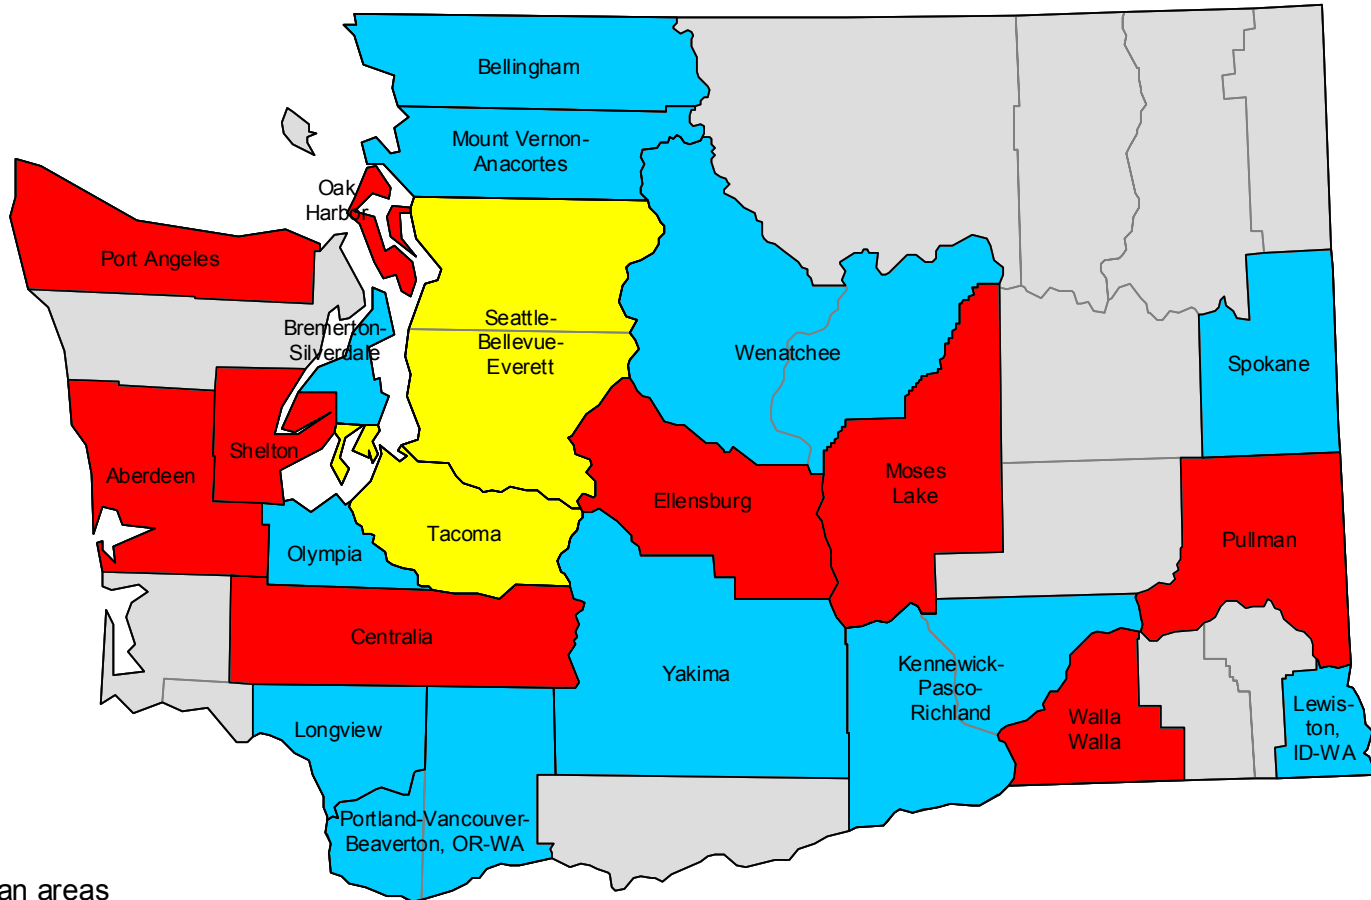 Bellingham
Mount Vernon-
Anacortes
Oak
Harbor
Port Angeles
Seattle-
Bellevue-
Everett
Bremerton-
Silverdale
Wenatchee
Spokane
Shelton
Aberdeen
Moses
Lake
Ellensburg
Tacoma
Olympia
Pullman
Centralia
Yakima
Kennewick-
Pasco-
Richland
Longview
Walla
Walla
Lewis-
ton,
ID-WA
Portland-Vancouver-
Beaverton, OR-WA
an areas